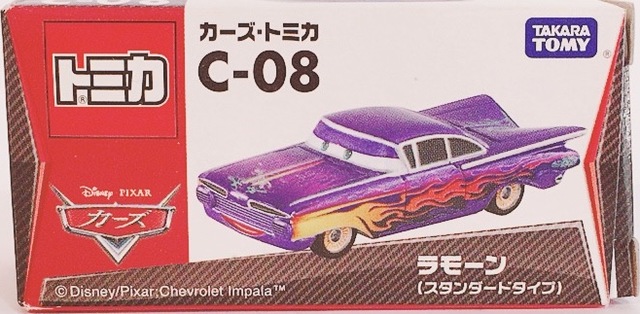 カーズ・トミカ
C-08
TAKARA
TOMY
®
トミカ
®
Disney PIXAR
カーズ
ラモーン
(スタンダードタイプ)
©Disney/Pixar;Chevrolet Impala™